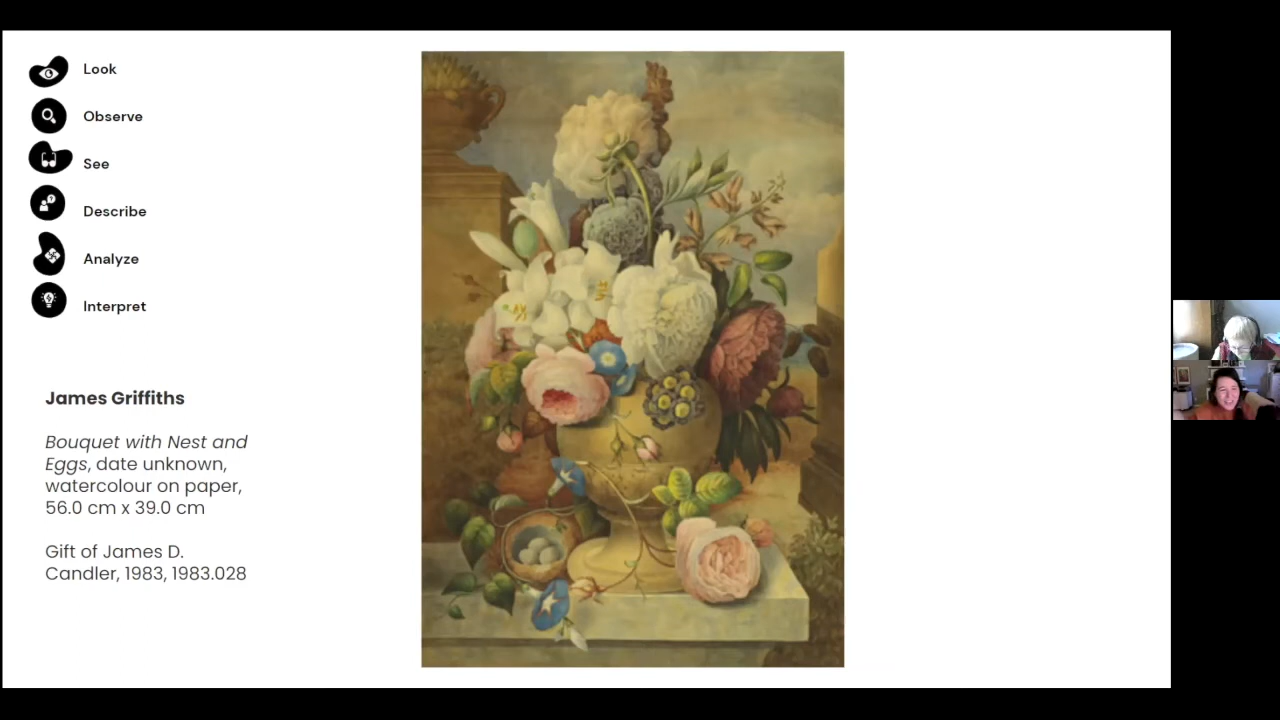 Look
Observe
See
Describe
Analyze
Interpret
James Griffiths
Bouquet with Nest and
Eggs, date unknown,
watercolour on paper,
56.0 cm x 39.0 cm
Gift of James D.
Candler, 1983, 1983.028